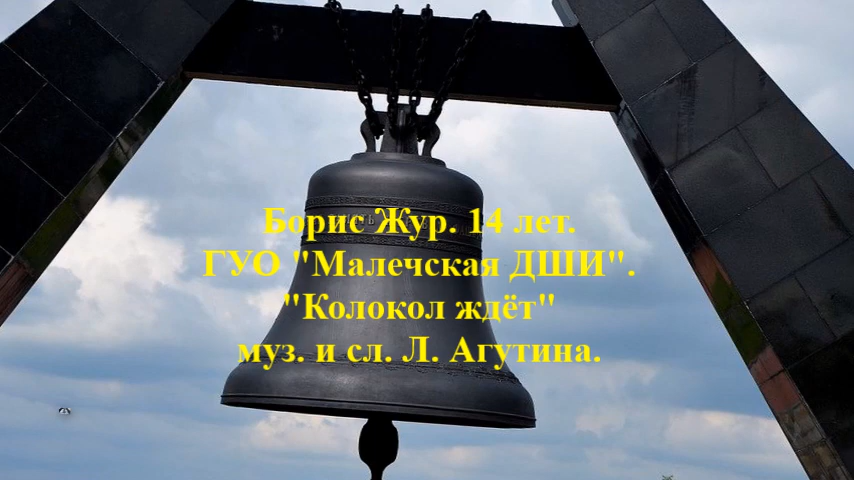 Борис Жур. 14 лет.
ГУО "Малечская ДШИ".
"Колокол ждёт"
муз. и сл. Л. Агутина.